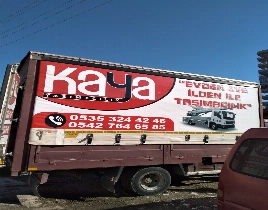 kaya
"EVDEN EVE
İLDEN İLE
TAŞIMACILIK"
0535 324 42 46
0542 764 65 85